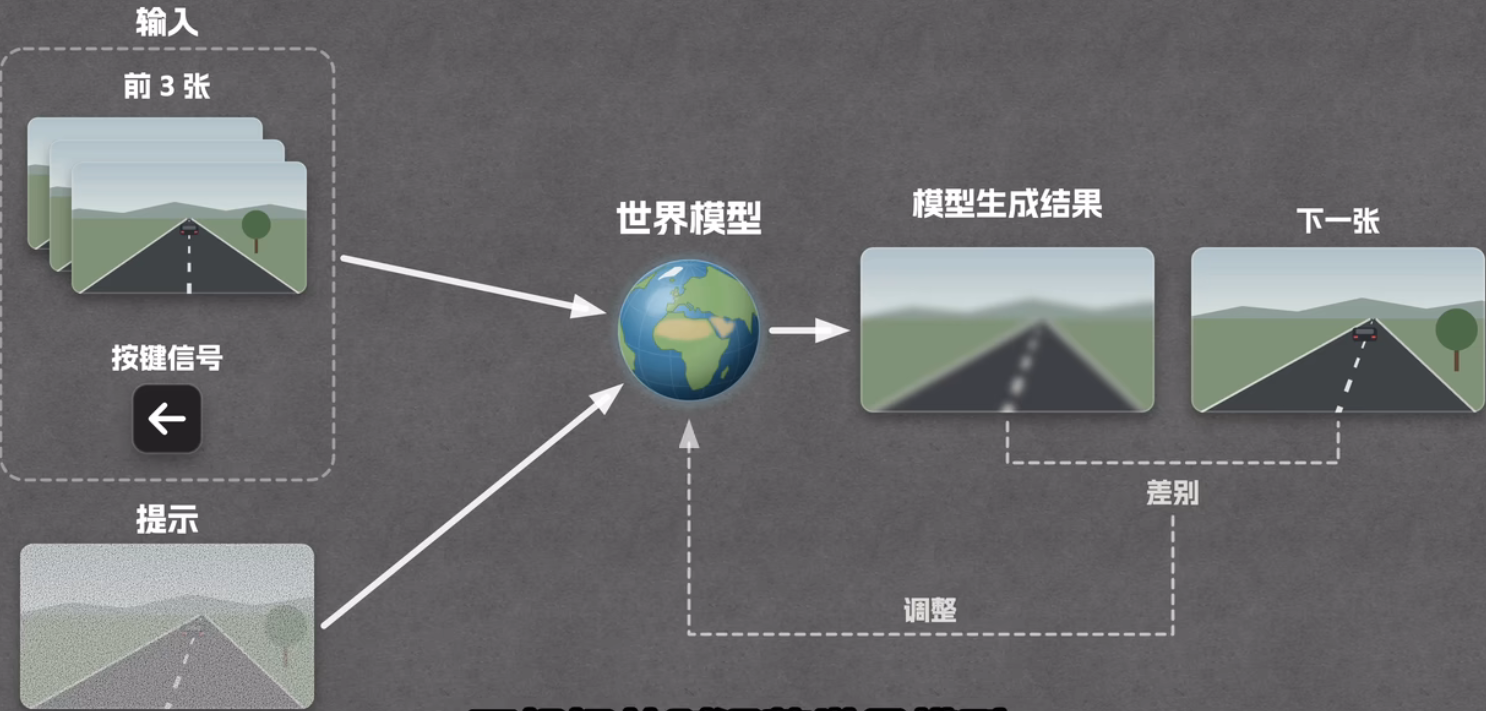 输入
前 3 张
按键信号
提示
世界模型
模型生成结果
下一张
差别
调整